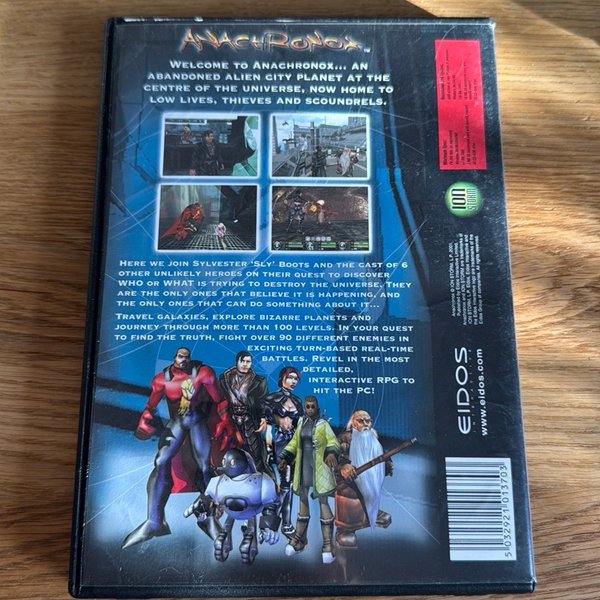 ANACHRONOX™
WELCOME TO ANACHRONOX... AN
ABANDONED ALIEN CITY PLANET AT THE
CENTRE OF THE UNIVERSE, NOW HOME TO
LOW LIVES, THIEVES AND SCOUNDRELS.
HERE WE JOIN SYLVESTER 'SLY' BOOTS AND THE CAST OF 6
OTHER UNLIKELY HEROES ON THEIR QUEST TO DISCOVER
WHO OR WHAT IS TRYING TO DESTROY THE UNIVERSE, THEY
ARE THE ONLY ONES THAT BELIEVE IT IS HAPPENING, AND
THE ONLY ONES THAT CAN DO SOMETHING ABOUT IT...
TRAVEL GALAXIES, EXPLORE BIZARRE PLANETS AND
JOURNEY THROUGH MORE THAN 100 LEVELS. IN YOUR QUEST
TO FIND THE TRUTH, FIGHT OVER 90 DIFFERENT ENEMIES IN
EXCITING TURN-BASED REAL-TIME
BATTLES. REVEL IN THE MOST
DETAILED,
INTERACTIVE RPG TO
HIT THE PC!
ION
STORM
EIDOS
INTERACTIVE
www.eidos.com
5 032921 013703